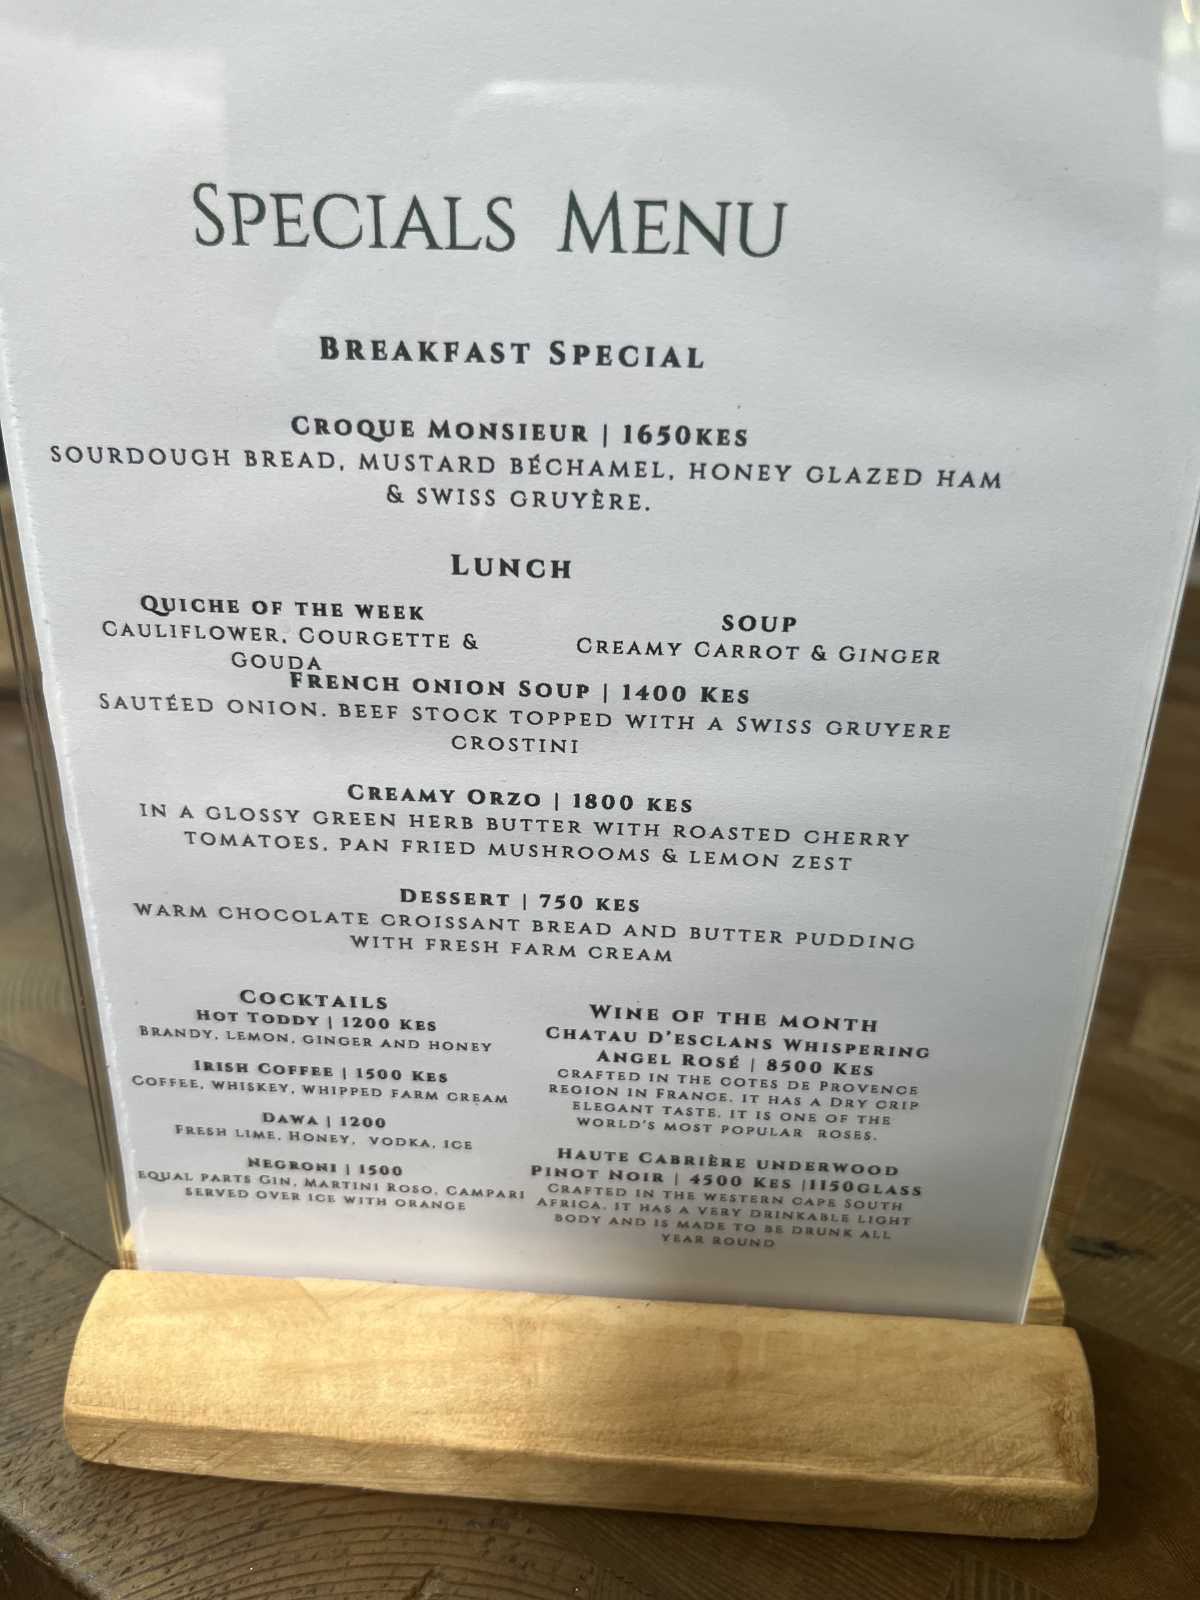 Specials Menu
Breakfast Special
Croque Monsieur | 1650kes
sourdough bread, mustard béchamel, honey glazed ham
& swiss gruyère.
Lunch
Quiche of the week
Cauliflower, Courgette &
Gouda
soup
Creamy Carrot & Ginger
French onion Soup | 1400 Kes
Sautéed onion, beef stock topped with a swiss gruyere
crostini
Creamy Orzo | 1800 kes
in a glossy green herb butter with roasted cherry
tomatoes, pan fried mushrooms & lemon zest
Dessert | 750 kes
warm chocolate croissant bread and butter pudding
with fresh farm cream
Cocktails
Hot Toddy | 1200 Kes
Brandy, lemon, ginger and honey
Irish Coffee | 1500 Kes
Coffee, whiskey, whipped farm cream
Dawa | 1200
Fresh lime, Honey, vodka, ice
Negroni | 1500
equal parts Gin, Martini Roso, Campari
served over ice with orange
Wine of the month
Chatau D'esclans Whispering
Angel Rosé | 8500 Kes
crafted in the cotes de Provence
region in France. it has a dry crip
elegant taste. it is one of the
world's most popular roses.
Haute Cabrière underwood
Pinot Noir | 4500 Kes |1150glass
Crafted in the western cape South
Africa. it has a very drinkable light
body and is made to be drunk all
year round